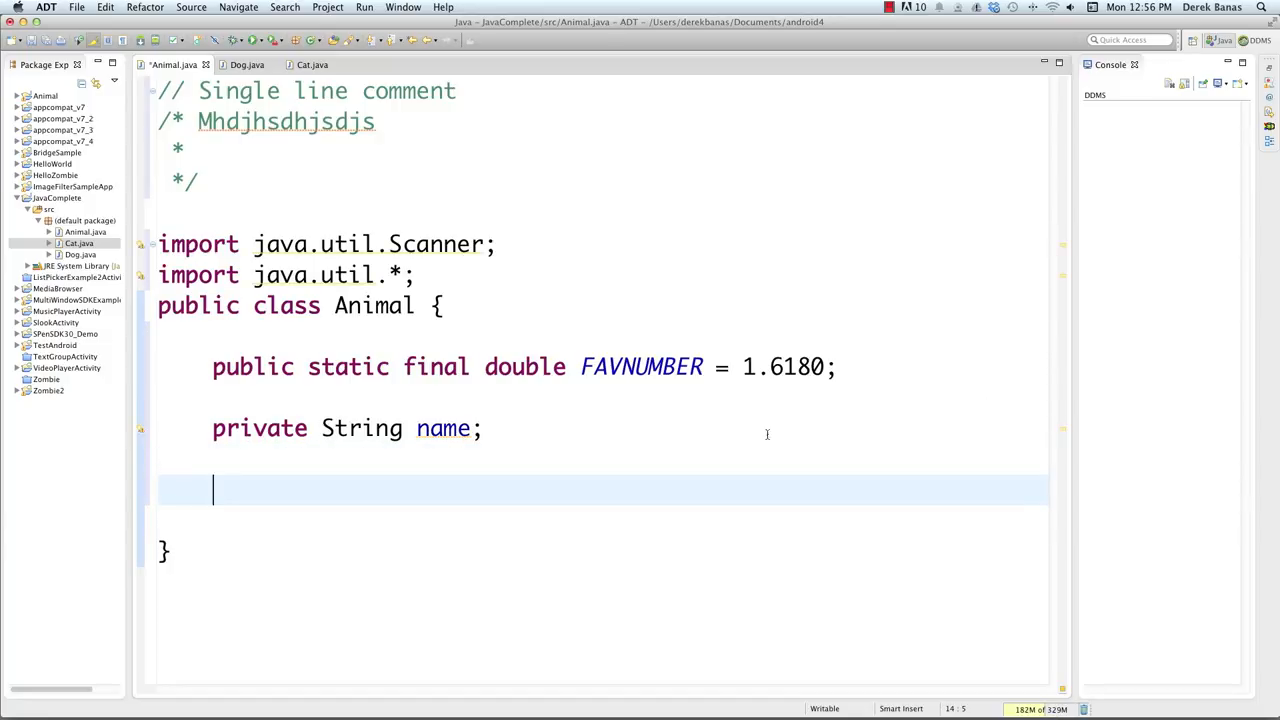 ADT File Edit Refactor Source Navigate Search Project Run Window Help 10 Mon 12:56 PM Derek Banas
Java - JavaComplete/src/Animal.java - ADT - /Users/derekbanas/Documents/android4
Quick Access Java DDMS
Package Exp
*Animal.java Dog.java Cat.java
Console
DDMS
Animal
appcompat_v7
appcompat_v7_2
appcompat_v7_3
appcompat_v7_4
BridgeSample
HelloWorld
HelloZombie
ImageFilterSampleApp
JavaComplete
src
(default package)
Animal.java
Cat.java
Dog.java
JRE System Library [Ja
ListPickerExample2Activi
MediaBrowser
MultiWindowSDKExample
MusicPlayerActivity
SlookActivity
SPenSDK30_Demo
TestAndroid
TextGroupActivity
VideoPlayerActivity
Zombie
Zombie2
// Single line comment
/* Mhdjhsdhjsdjs
*
*/
import java.util.Scanner;
import java.util.*;
public class Animal {
public static final double FAVNUMBER = 1.6180;
private String name;
}
Writable Smart Insert 14 : 5 182M of 329M